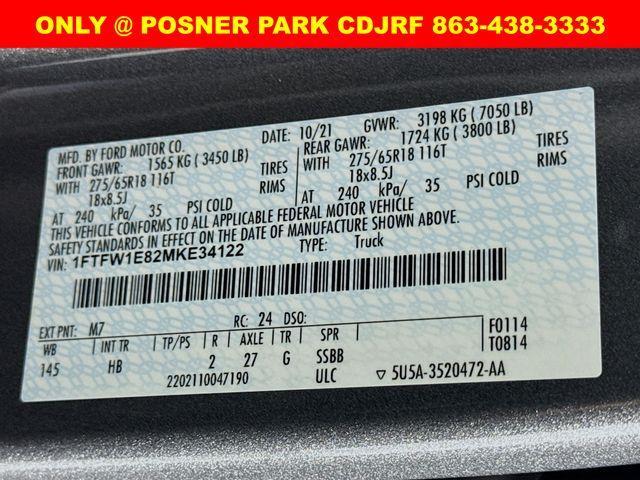 ONLY @ POSNER PARK CDJRF 863-438-3333
MFD. BY FORD MOTOR CO.
DATE: 10/21
GVWR: 3198 KG ( 7050 LB)
FRONT GAWR: 1565 KG ( 3450 LB)
REAR GAWR: 1724 KG ( 3800 LB)
WITH 275/65R18 116T TIRES
WITH 275/65R18 116T TIRES
18x8.5J RIMS
18x8.5J RIMS
AT 240 kPa/ 35 PSI COLD
AT 240 kPa/ 35 PSI COLD
THIS VEHICLE CONFORMS TO ALL APPLICABLE FEDERAL MOTOR VEHICLE
SAFETY STANDARDS IN EFFECT ON THE DATE OF MANUFACTURE SHOWN ABOVE.
VIN: 1FTFW1E82MKE34122
TYPE: Truck
EXT PNT: M7 RC: 24 DSO:
F0114
T0814
WB INT TR TP/PS R AXLE TR SPR
145 HB 2 27 G SSBB
2202110047190 ULC
▽ 5U5A-3520472-AA